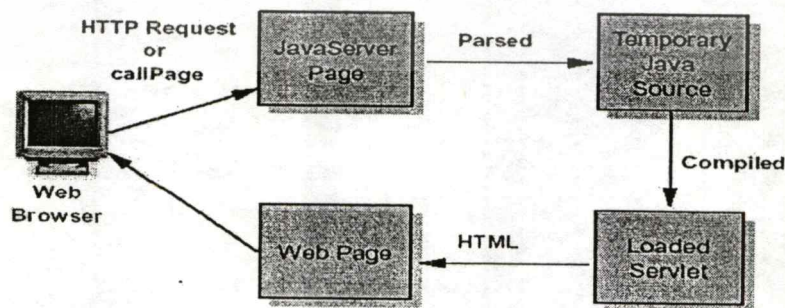 HTTP Request
or
callPage
JavaServer
Page
Parsed
Temporary
Java
Source
Compiled
Web
Browser
Web Page
HTML
Loaded
Servlet